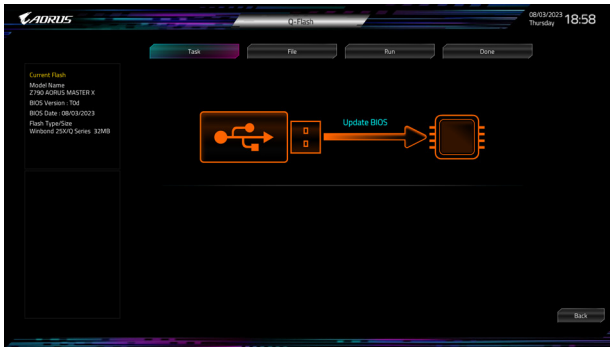 AORUS
Q-Flash
08/03/2023
Thursday
18:58
Task
File
Run
Done
Current Flash
Model Name
Z790 AORUS MASTER X
BIOS Version : T0d
BIOS Date : 08/03/2023
Flash Type/Size
Winbond 25X/Q Series 32MB
Update BIOS
Back